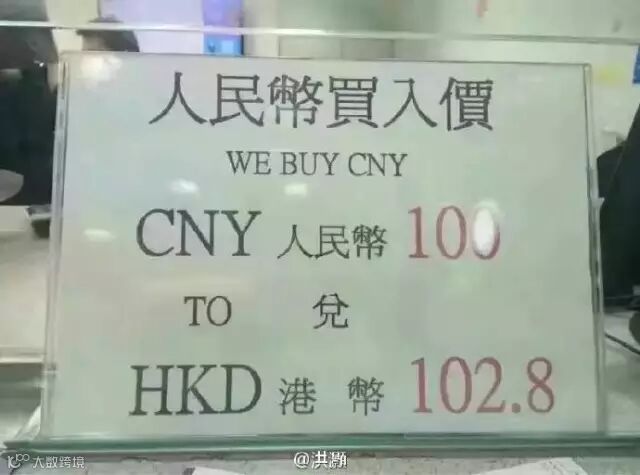 人民幣買入價
WE BUY CNY
CNY 人民幣 100
TO 兌
HKD 港幣 102.8
@洪灝
大数跨境